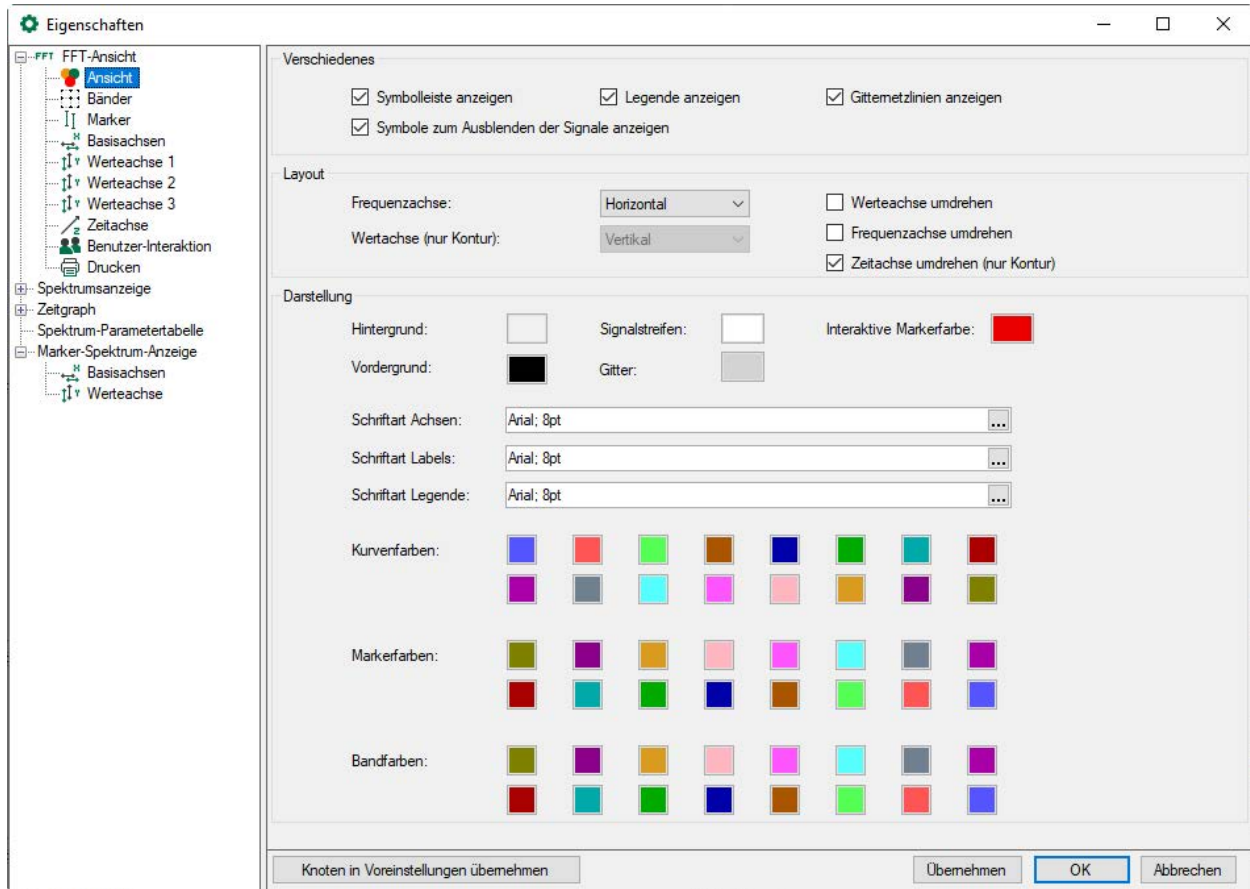 Eigenschaften
FFT FFT-Ansicht
Ansicht
Bänder
Marker
X Basisachsen
Y Werteachse 1
Y Werteachse 2
Y Werteachse 3
Z Zeitachse
Benutzer-Interaktion
Drucken
Spektrumsanzeige
Zeitgraph
Spektrum-Parametertabelle
Marker-Spektrum-Anzeige
X Basisachsen
Y Werteachse
Verschiedenes
Symbolleiste anzeigen Legende anzeigen Gitternetzlinien anzeigen
Symbole zum Ausblenden der Signale anzeigen
Layout
Frequenzachse: Horizontal Werteachse umdrehen
Frequenzachse umdrehen
Wertachse (nur Kontur): Vertikal
Zeitachse umdrehen (nur Kontur)
Darstellung
Hintergrund: Signalstreifen: Interaktive Markerfarbe:
Vordergrund: Gitter:
Schriftart Achsen: Arial; 8pt ...
Schriftart Labels: Arial; 8pt ...
Schriftart Legende: Arial; 8pt ...
Kurvenfarben:
Markerfarben:
Bandfarben:
Knoten in Voreinstellungen übernehmen Übernehmen OK Abbrechen